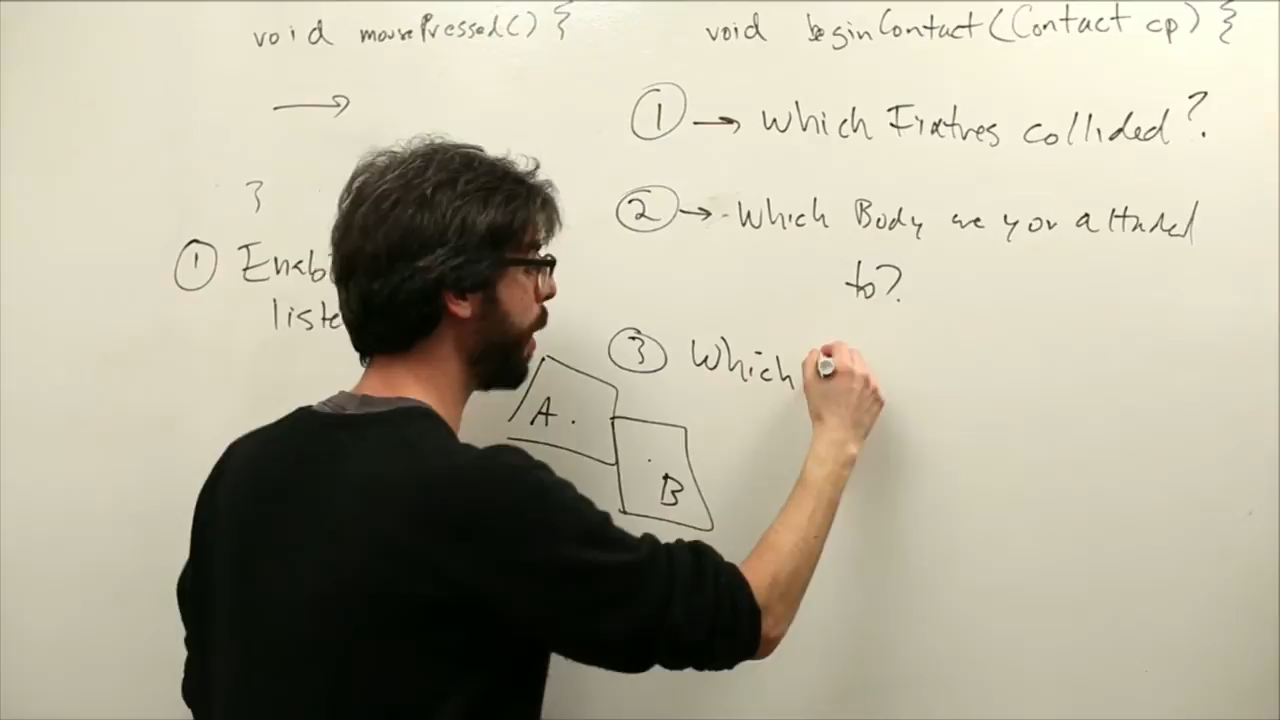 void mousePressed() {
}
① Enabl
liste
void beginContact(Contact cp) {
① → Which Fixtures collided?
② → Which Body are you attached
to?
③ Which
A
B